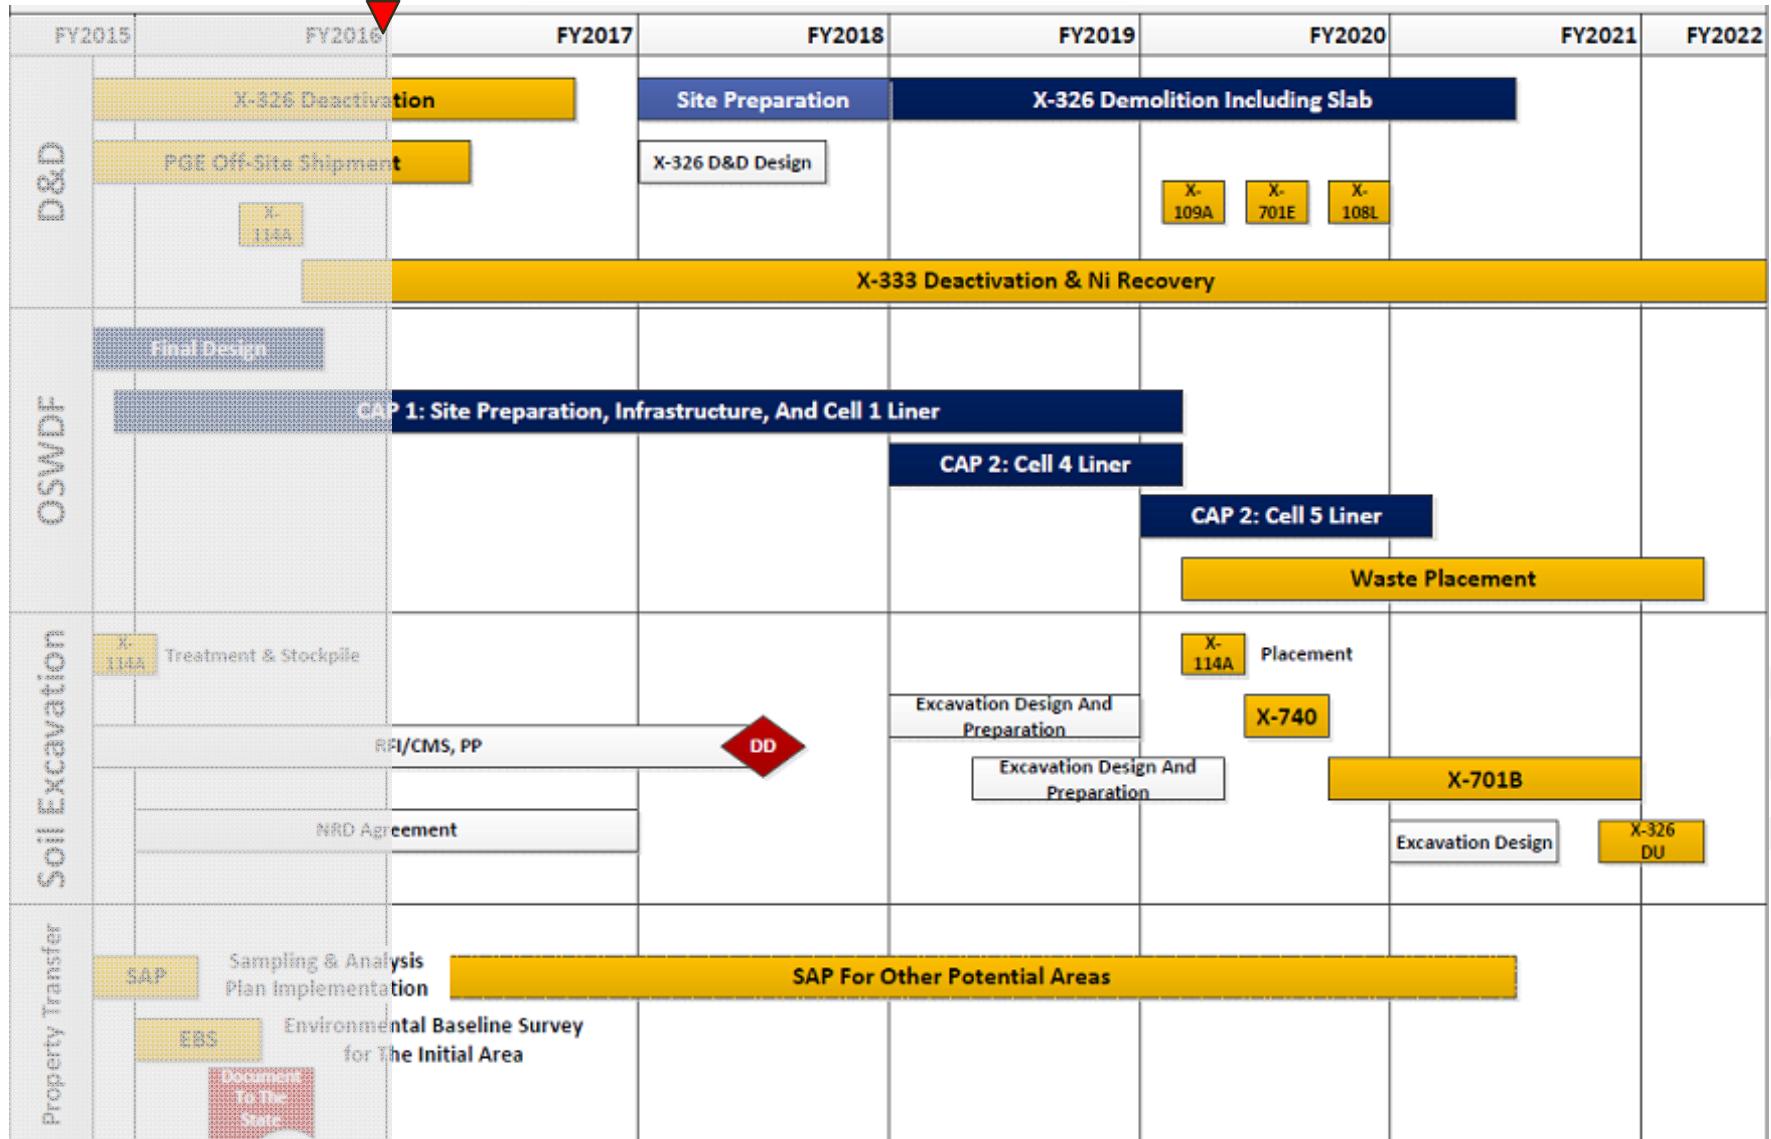 FY2015 FY2016 FY2017 FY2018 FY2019 FY2020 FY2021 FY2022
D&D
X-326 Deactivation Site Preparation X-326 Demolition Including Slab
PGE Off-Site Shipment X-326 D&D Design
X-
109A
X-
701E
X-
108L
X-
114A
X-333 Deactivation & Ni Recovery
OSWDF
Final Design
CAP 1: Site Preparation, Infrastructure, And Cell 1 Liner
CAP 2: Cell 4 Liner
CAP 2: Cell 5 Liner
Waste Placement
Soil Excavation
X-
114A
Treatment & Stockpile
X-
114A
Placement
Excavation Design And
Preparation
X-740
RFI/CMS, PP DD
Excavation Design And
Preparation
X-701B
NRD Agreement
Excavation Design
X-326
DU
Property Transfer
SAP
Sampling & Analysis
Plan Implementation
SAP For Other Potential Areas
EBS
Environmental Baseline Survey
for The Initial Area
Document
To The
State